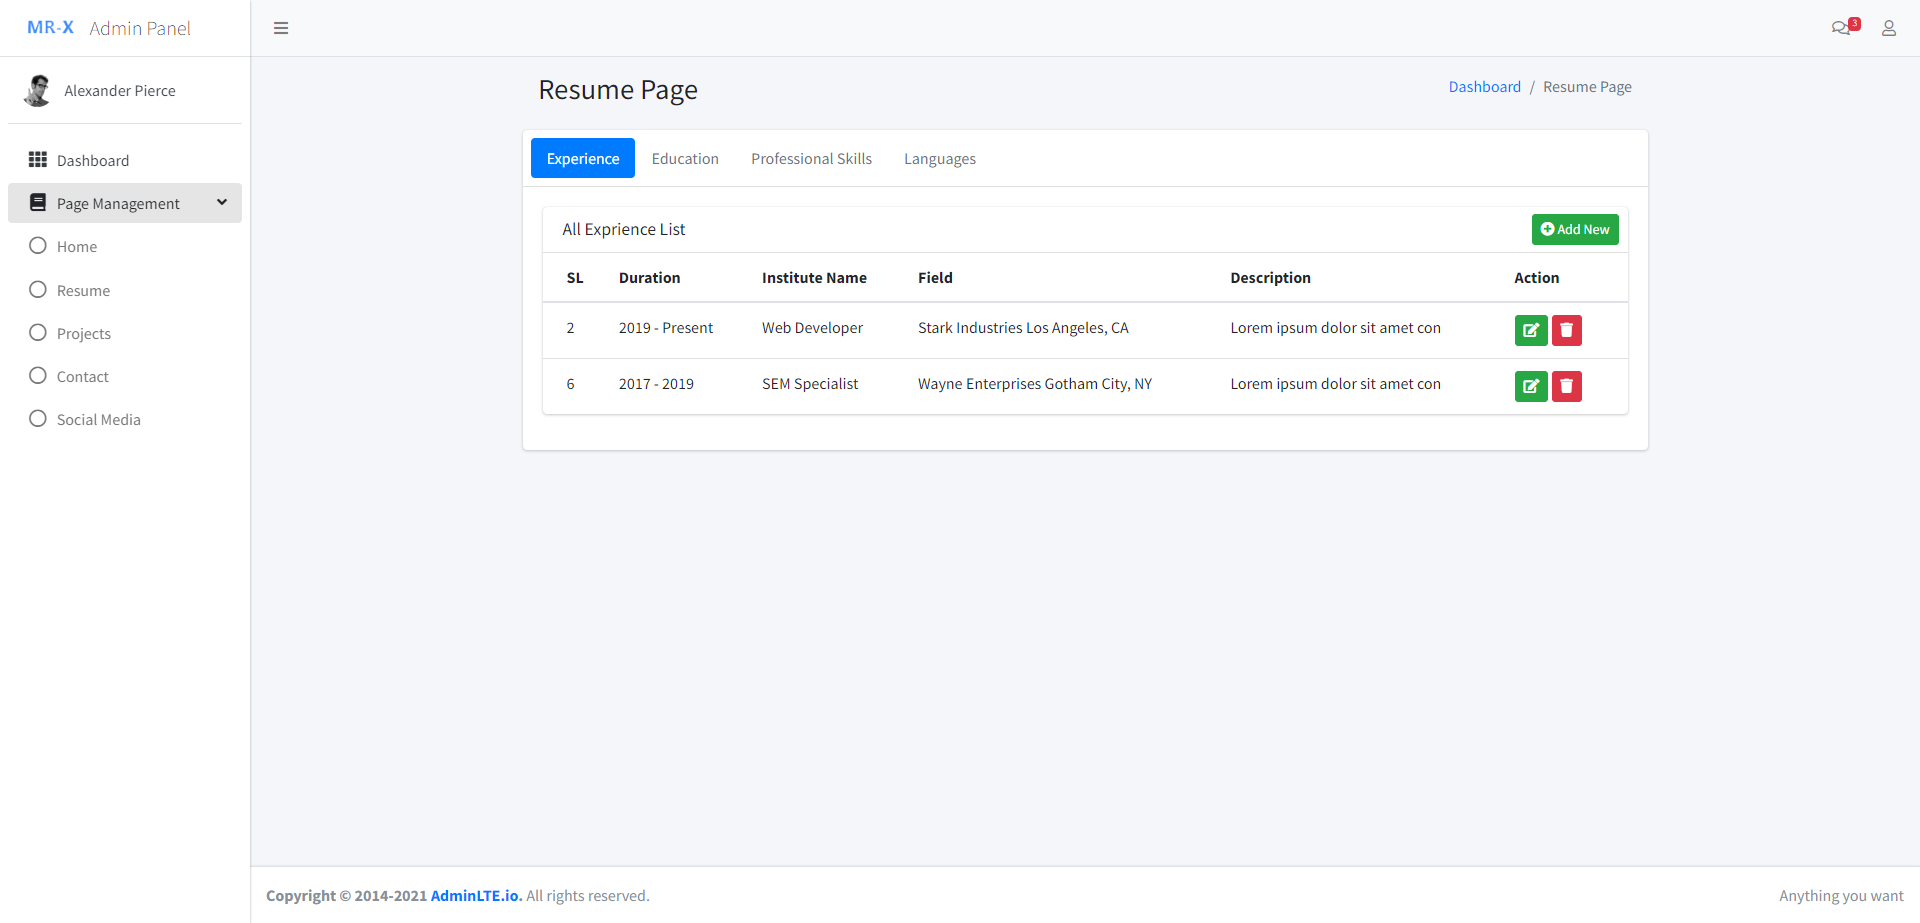 MR-X Admin Panel
3
Alexander Pierce
Dashboard
Page Management
Home
Resume
Projects
Contact
Social Media
Resume Page
Dashboard / Resume Page
Experience Education Professional Skills Languages
All Exprience List
Add New
SL Duration Institute Name Field Description Action
2 2019 - Present Web Developer Stark Industries Los Angeles, CA Lorem ipsum dolor sit amet con
6 2017 - 2019 SEM Specialist Wayne Enterprises Gotham City, NY Lorem ipsum dolor sit amet con
Copyright © 2014-2021 AdminLTE.io. All rights reserved.
Anything you want